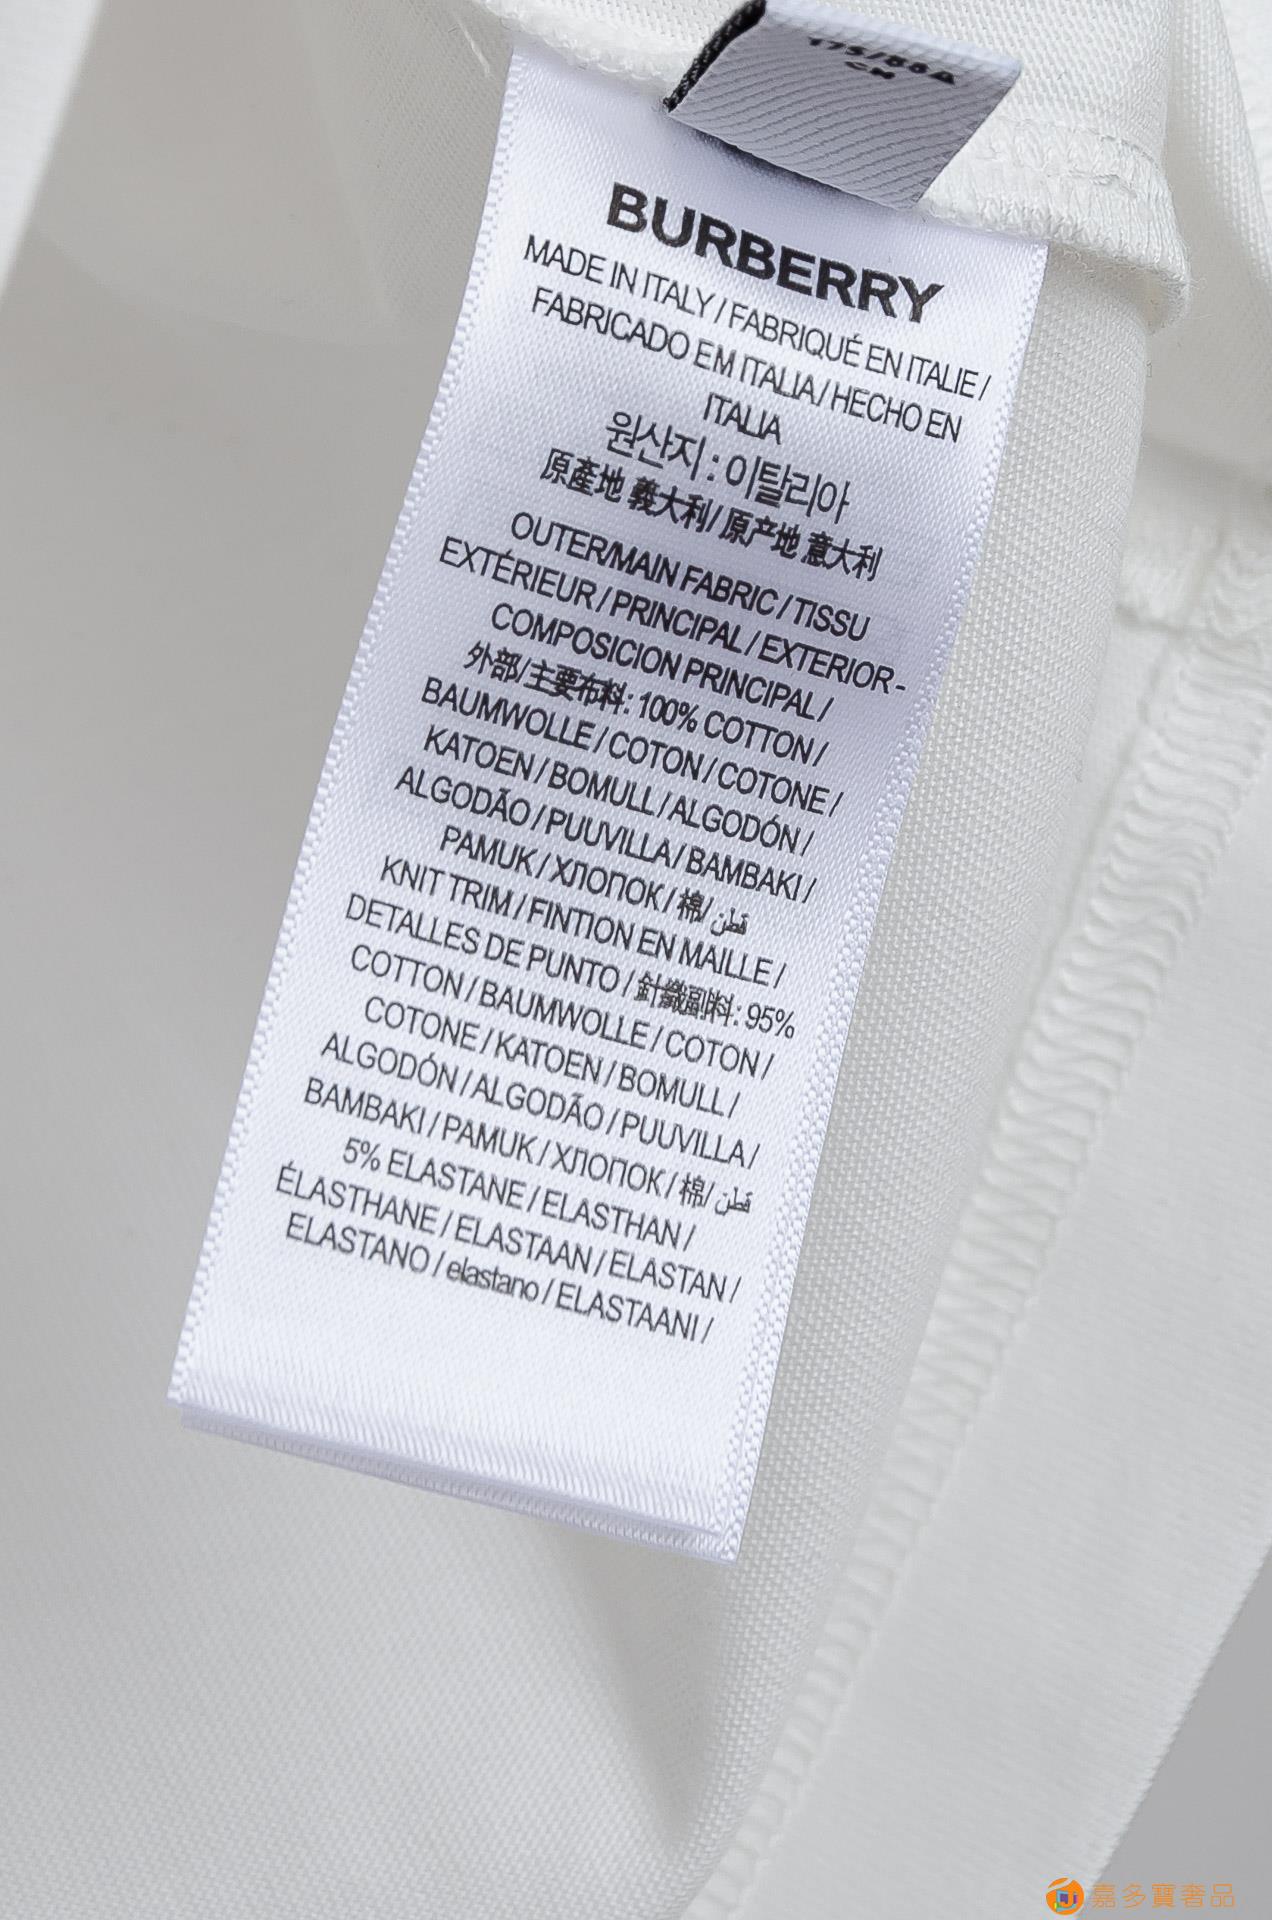 175/88A
CN
BURBERRY
MADE IN ITALY / FABRIQUÉ EN ITALIE /
FABRICADO EM ITALIA / HECHO EN
ITALIA
원산지 : 이탈리아
原產地 義大利/ 原产地 意大利
OUTER/MAIN FABRIC / TISSU
EXTÉRIEUR / PRINCIPAL / EXTERIOR-
COMPOSICION PRINCIPAL /
外部/主要布料: 100% COTTON /
BAUMWOLLE / COTON / COTONE /
KATOEN / BOMULL / ALGODÓN /
ALGODÃO / PUUVILLA / BAMBAKI /
PAMUK / ХЛОПОК / 棉/ قطن
KNIT TRIM / FINTION EN MAILLE /
DETALLES DE PUNTO / 針織副料: 95%
COTTON / BAUMWOLLE / COTON /
COTONE / KATOEN / BOMULL /
ALGODÓN / ALGODÃO / PUUVILLA /
BAMBAKI / PAMUK / ХЛОПОК / 棉/ قطن
5% ELASTANE / ELASTHAN /
ÉLASTHANE / ELASTAAN / ELASTAN /
ELASTANO / elastano / ELASTAANI /
嘉多寶奢品